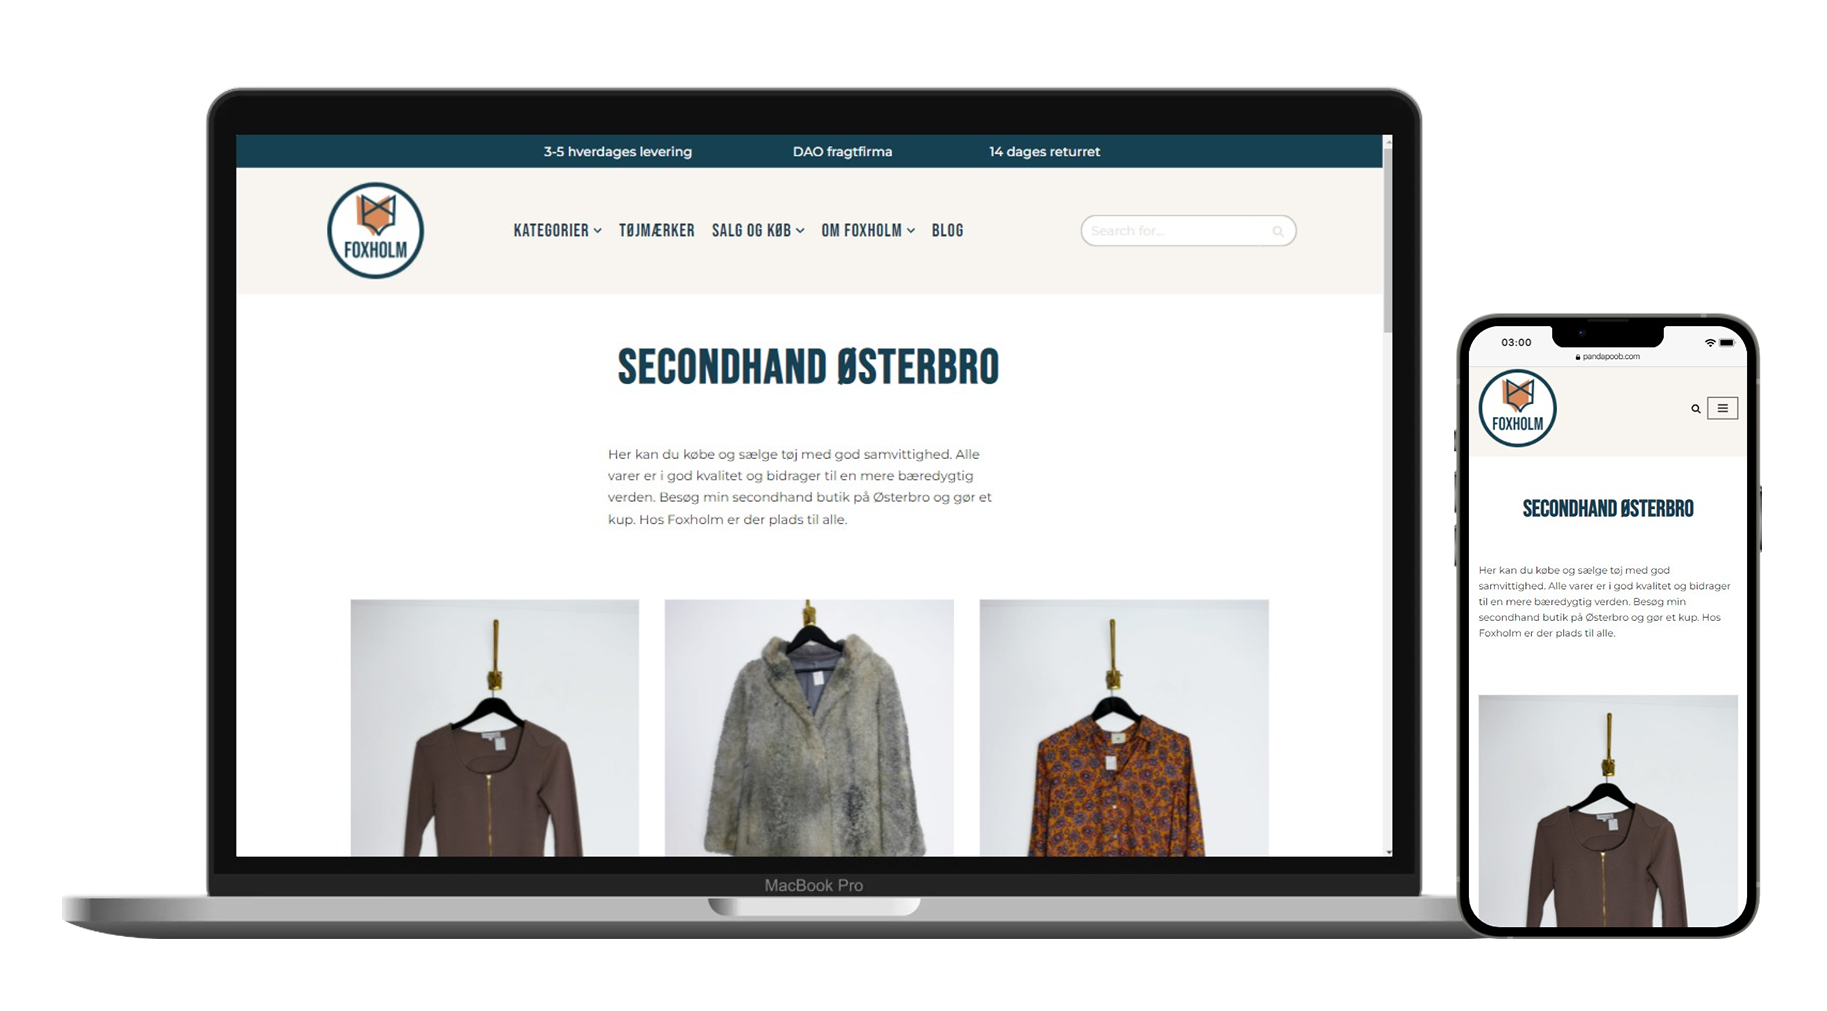 3-5 hverdages levering
DAO fragtfirma
14 dages returret
FOXHOLM
KATEGORIER
TØJMÆRKER
SALG OG KØB
OM FOXHOLM
BLOG
Search for...
SECONDHAND ØSTERBRO
Her kan du købe og sælge tøj med god samvittighed. Alle
varer er i god kvalitet og bidrager til en mere bæredygtig
verden. Besøg min secondhand butik på Østerbro og gør et
kup. Hos Foxholm er der plads til alle.
MacBook Pro
03:00
pandapoob.com
FOXHOLM
SECONDHAND ØSTERBRO
Her kan du købe og sælge tøj med god
samvittighed. Alle varer er i god kvalitet og bidrager
til en mere bæredygtig verden. Besøg min
secondhand butik på Østerbro og gør et kup. Hos
Foxholm er der plads til alle.